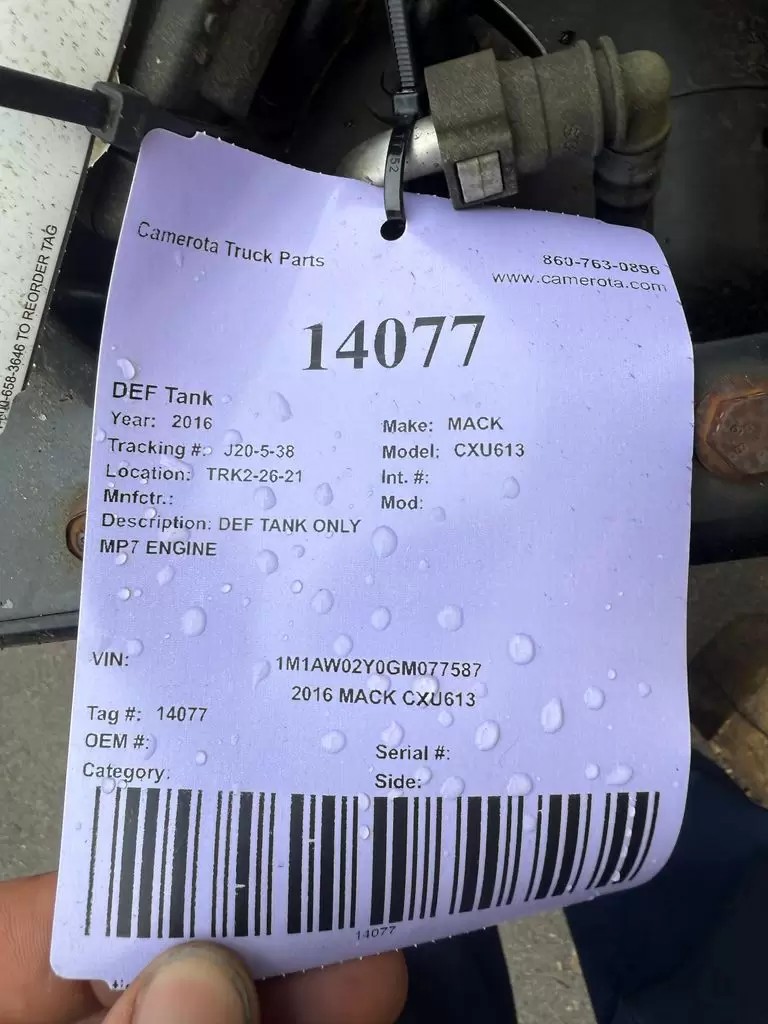 Camerota Truck Parts
860-763-0896
www.camerota.com
14077
DEF Tank
Year: 2016
Make: MACK
Tracking #: J20-5-38
Model: CXU613
Location: TRK2-26-21
Int. #:
Mnfctr.:
Mod:
Description: DEF TANK ONLY
MP7 ENGINE
VIN:
1M1AW02Y0GM077587
2016 MACK CXU613
Tag #: 14077
OEM #:
Serial #:
Category:
Side:
14077
658-3646 TO REORDER TAG